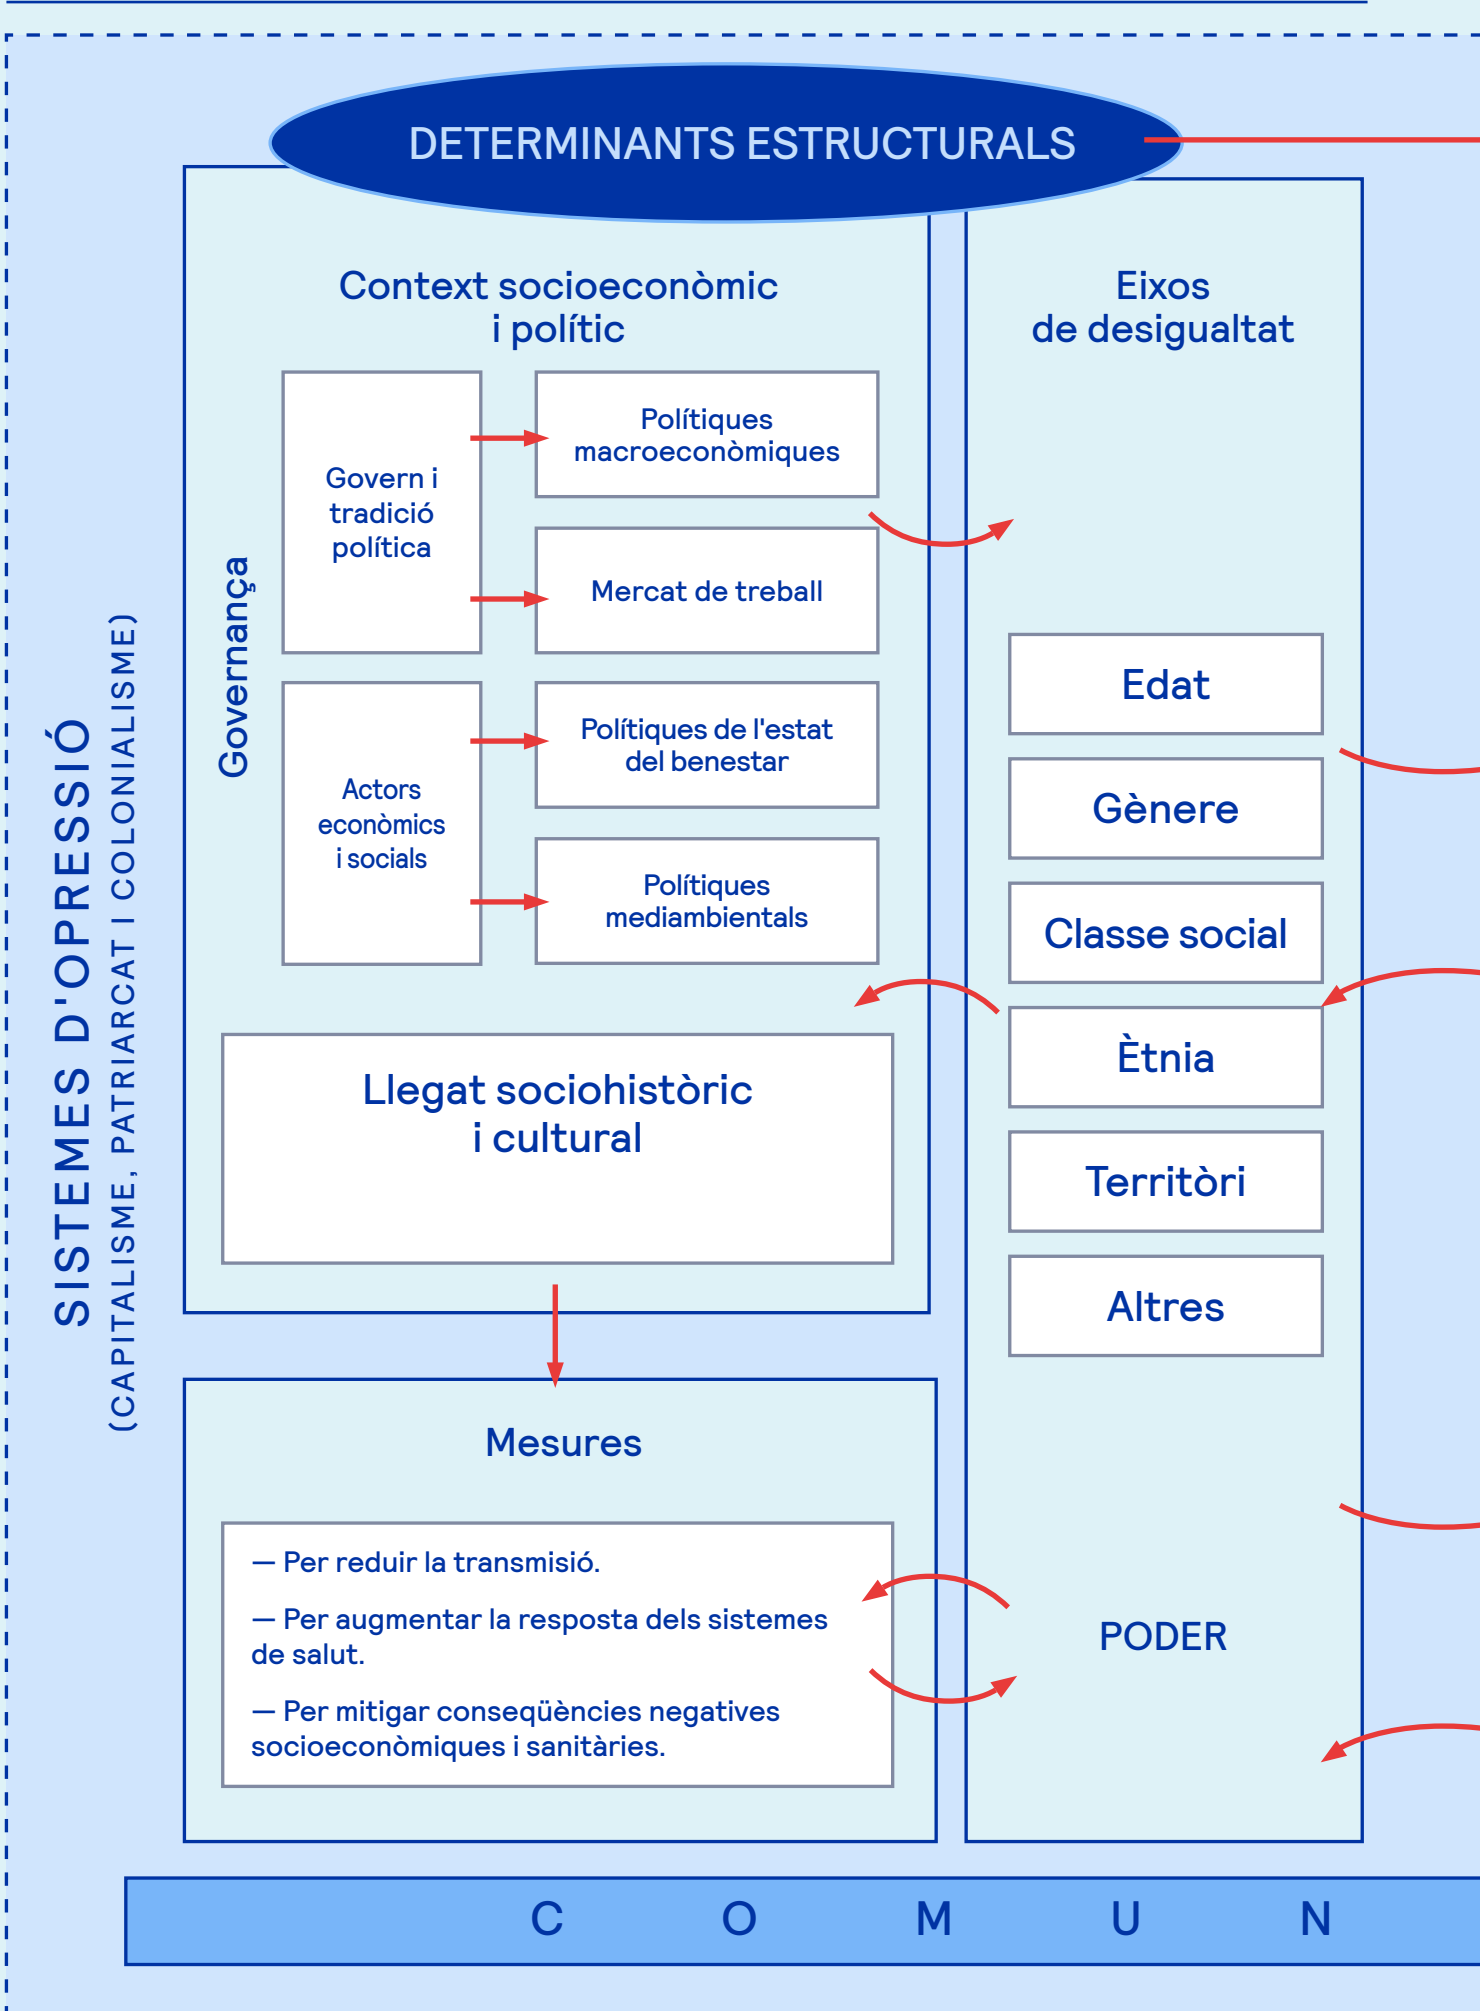 DETERMINANTS ESTRUCTURALS
SISTEMES D'OPRESSIÓ
(CAPITALISME, PATRIARCAT I COLONIALISME)
Context socioeconòmic
i polític
Governança
Govern i
tradició
política
Polítiques
macroeconòmiques
Mercat de treball
Actors
econòmics
i socials
Polítiques de l'estat
del benestar
Polítiques
mediambientals
Llegat sociohistòric
i cultural
Mesures
— Per reduir la transmisió.
— Per augmentar la resposta dels sistemes
de salut.
— Per mitigar conseqüències negatives
socioeconòmiques i sanitàries.
Eixos
de desigualtat
Edat
Gènere
Classe social
Ètnia
Territòri
Altres
PODER
C O M U N